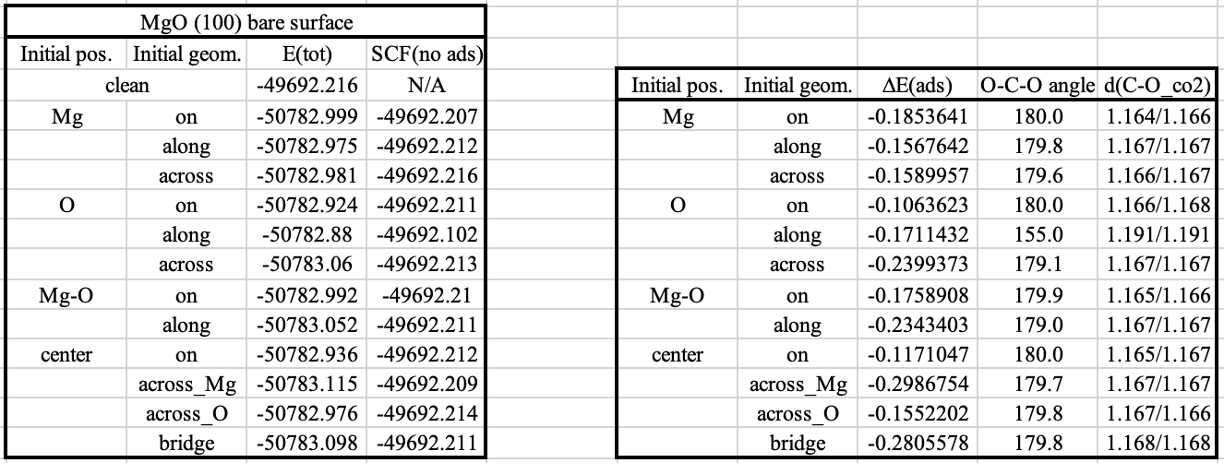 MgO (100) bare surface
Initial pos. Initial geom. E(tot) SCF(no ads)
clean -49692.216 N/A
Mg on -50782.999 -49692.207
along -50782.975 -49692.212
across -50782.981 -49692.216
O on -50782.924 -49692.211
along -50782.88 -49692.102
across -50783.06 -49692.213
Mg-O on -50782.992 -49692.21
along -50783.052 -49692.211
center on -50782.936 -49692.212
across_Mg -50783.115 -49692.209
across_O -50782.976 -49692.214
bridge -50783.098 -49692.211
Initial pos. Initial geom. ΔE(ads) O-C-O angle d(C-O_co2)
Mg on -0.1853641 180.0 1.164/1.166
along -0.1567642 179.8 1.167/1.167
across -0.1589957 179.6 1.166/1.167
O on -0.1063623 180.0 1.166/1.168
along -0.1711432 155.0 1.191/1.191
across -0.2399373 179.1 1.167/1.167
Mg-O on -0.1758908 179.9 1.165/1.166
along -0.2343403 179.0 1.167/1.167
center on -0.1171047 180.0 1.165/1.167
across_Mg -0.2986754 179.7 1.167/1.167
across_O -0.1552202 179.8 1.167/1.166
bridge -0.2805578 179.8 1.168/1.168